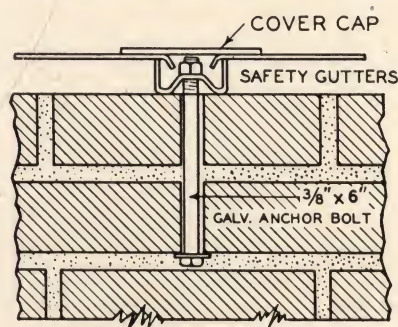 COVER CAP
SAFETY GUTTERS
3/8" x 6"
GALV. ANCHOR BOLT